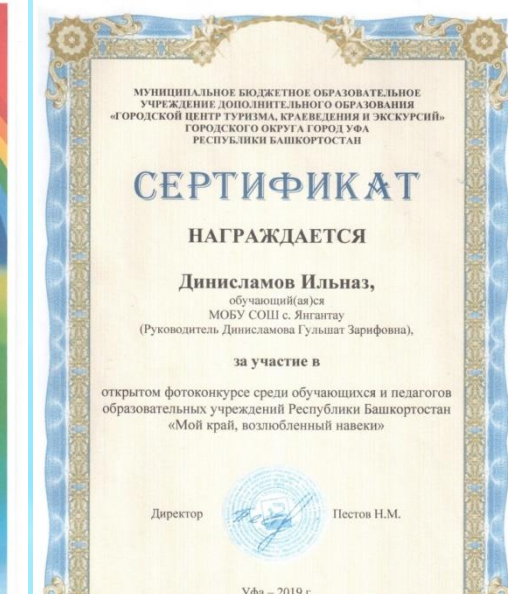 МУНИЦИПАЛЬНОЕ БЮДЖЕТНОЕ ОБРАЗОВАТЕЛЬНОЕ
УЧРЕЖДЕНИЕ ДОПОЛНИТЕЛЬНОГО ОБРАЗОВАНИЯ
«ГОРОДСКОЙ ЦЕНТР ТУРИЗМА, КРАЕВЕДЕНИЯ И ЭКСКУРСИЙ»
ГОРОДСКОГО ОКРУГА ГОРОД УФА
РЕСПУБЛИКИ БАШКОРТОСТАН
СЕРТИФИКАТ
НАГРАЖДАЕТСЯ
Динисламов Ильназ,
обучающий(ая)ся
МОБУ СОШ с. Янгантау
(Руководитель Динисламова Гульшат Зарифовна),
за участие в
открытом фотоконкурсе среди обучающихся и педагогов
образовательных учреждений Республики Башкортостан
«Мой край, возлюбленный навеки»
Директор Пестов Н.М.
Уфа – 2019 г.